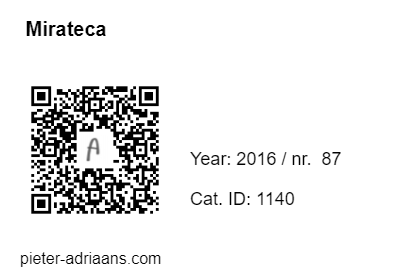 Mirateca
A
Year: 2016 / nr. 87
Cat. ID: 1140
pieter-adriaans.com